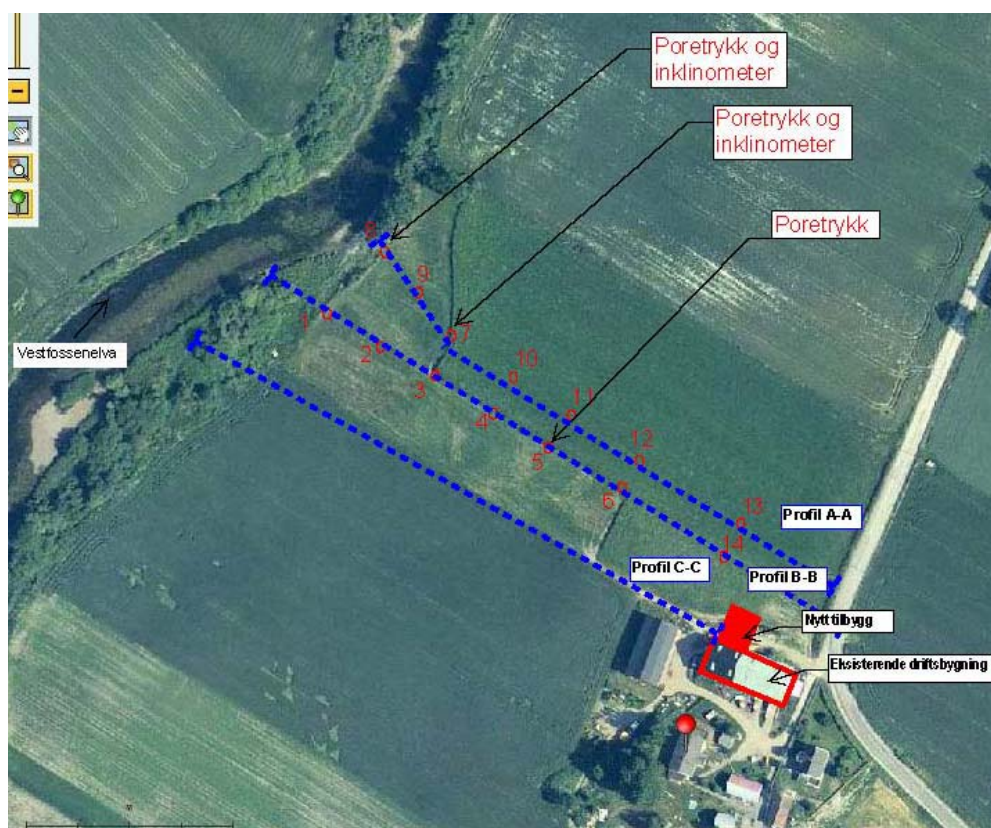 Poretrykk og
inklinometer
Poretrykk og
inklinometer
Poretrykk
8
9
7
1
2
3
10
11
4
5
12
6
13
14
Vestfossenelva
Profil A-A
Profil C-C
Profil B-B
Nytt tilbygg
Eksisterende driftsbygning